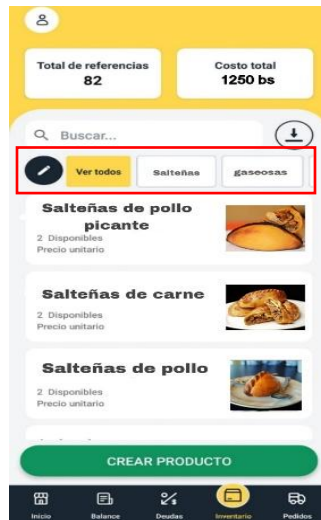 Total de referencias
82
Costo total
1250 bs
Buscar...
Ver todos
Salteñas
gaseosas
Salteñas de pollo
picante
2 Disponibles
Precio unitario
Salteñas de carne
2 Disponibles
Precio unitario
Salteñas de pollo
2 Disponibles
Precio unitario
CREAR PRODUCTO
Inicio
Balance
Deudas
Inventario
Pedidos